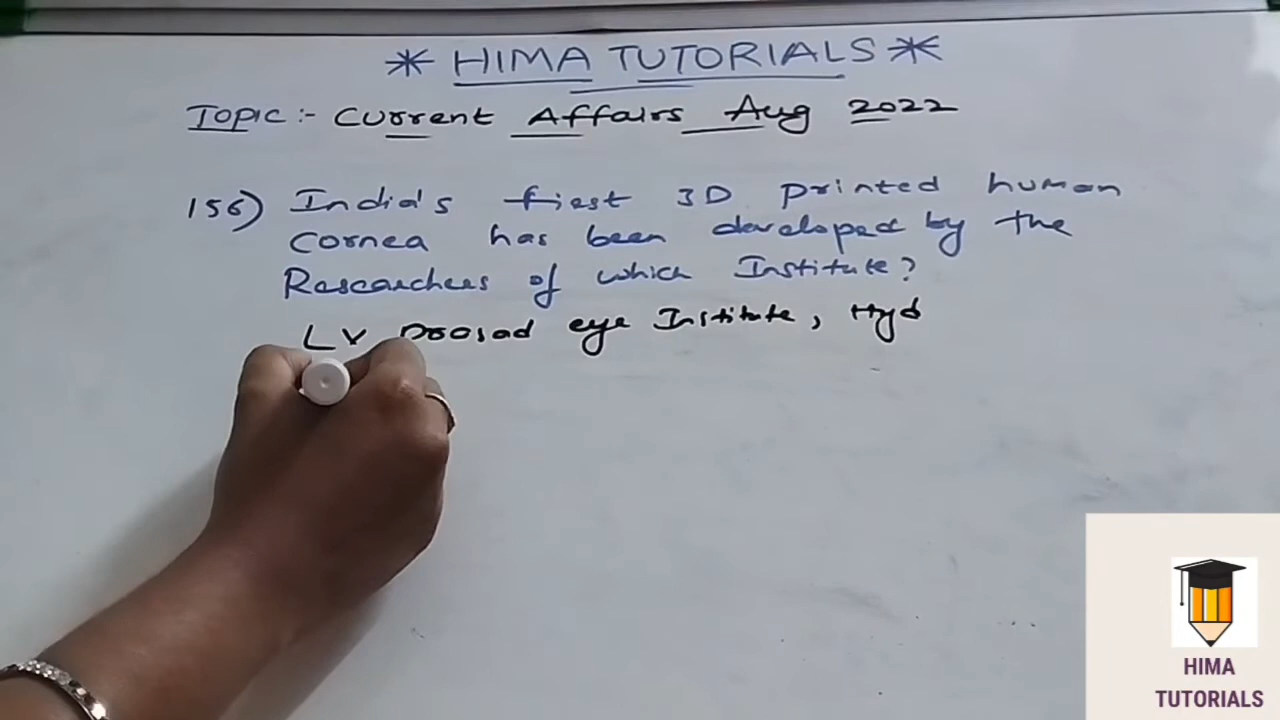 * HIMA TUTORIALS *
Topic :- Current Affairs Aug 2022
156) India's first 3D printed human
Cornea has been developed by the
Researchers of which Institute?
LV Prasad eye Institute, Hyd
HIMA
TUTORIALS